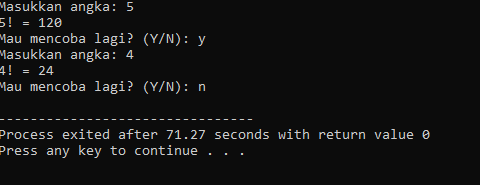 Masukkan angka: 5
5! = 120
Mau mencoba lagi? (Y/N): y
Masukkan angka: 4
4! = 24
Mau mencoba lagi? (Y/N): n
--------------------------------
Process exited after 71.27 seconds with return value 0
Press any key to continue . . .